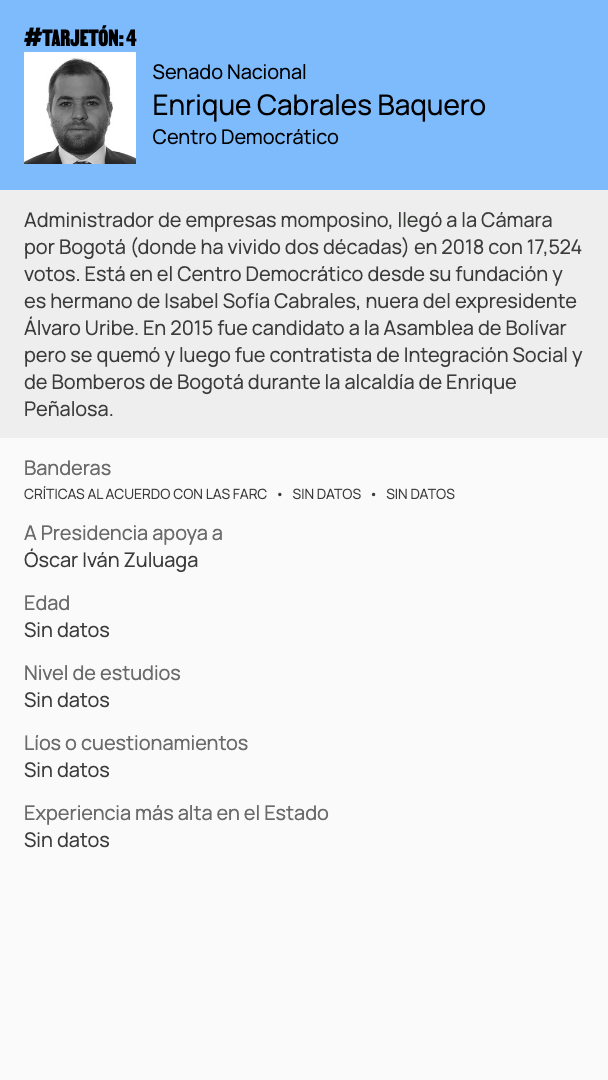 #TARJETÓN: 4
Senado Nacional
Enrique Cabrales Baquero
Centro Democrático
Administrador de empresas momposino, llegó a la Cámara
por Bogotá (donde ha vivido dos décadas) en 2018 con 17,524
votos. Está en el Centro Democrático desde su fundación y
es hermano de Isabel Sofía Cabrales, nuera del expresidente
Álvaro Uribe. En 2015 fue candidato a la Asamblea de Bolívar
pero se quemó y luego fue contratista de Integración Social y
de Bomberos de Bogotá durante la alcaldía de Enrique
Peñalosa.
Banderas
CRÍTICAS AL ACUERDO CON LAS FARC • SIN DATOS • SIN DATOS
A Presidencia apoya a
Óscar Iván Zuluaga
Edad
Sin datos
Nivel de estudios
Sin datos
Líos o cuestionamientos
Sin datos
Experiencia más alta en el Estado
Sin datos